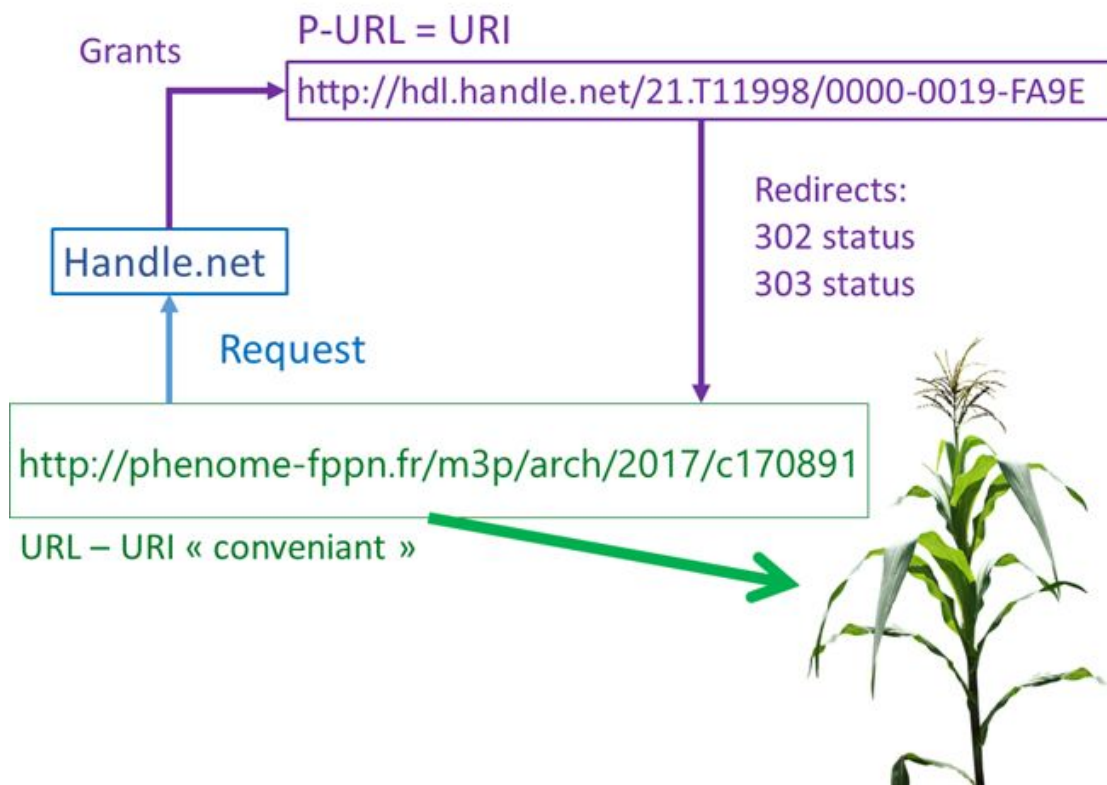 P-URL = URI
Grants
http://hdl.handle.net/21.T11998/0000-0019-FA9E
Redirects:
302 status
303 status
Handle.net
Request
http://phenome-fppn.fr/m3p/arch/2017/c170891
URL – URI « conveniant »